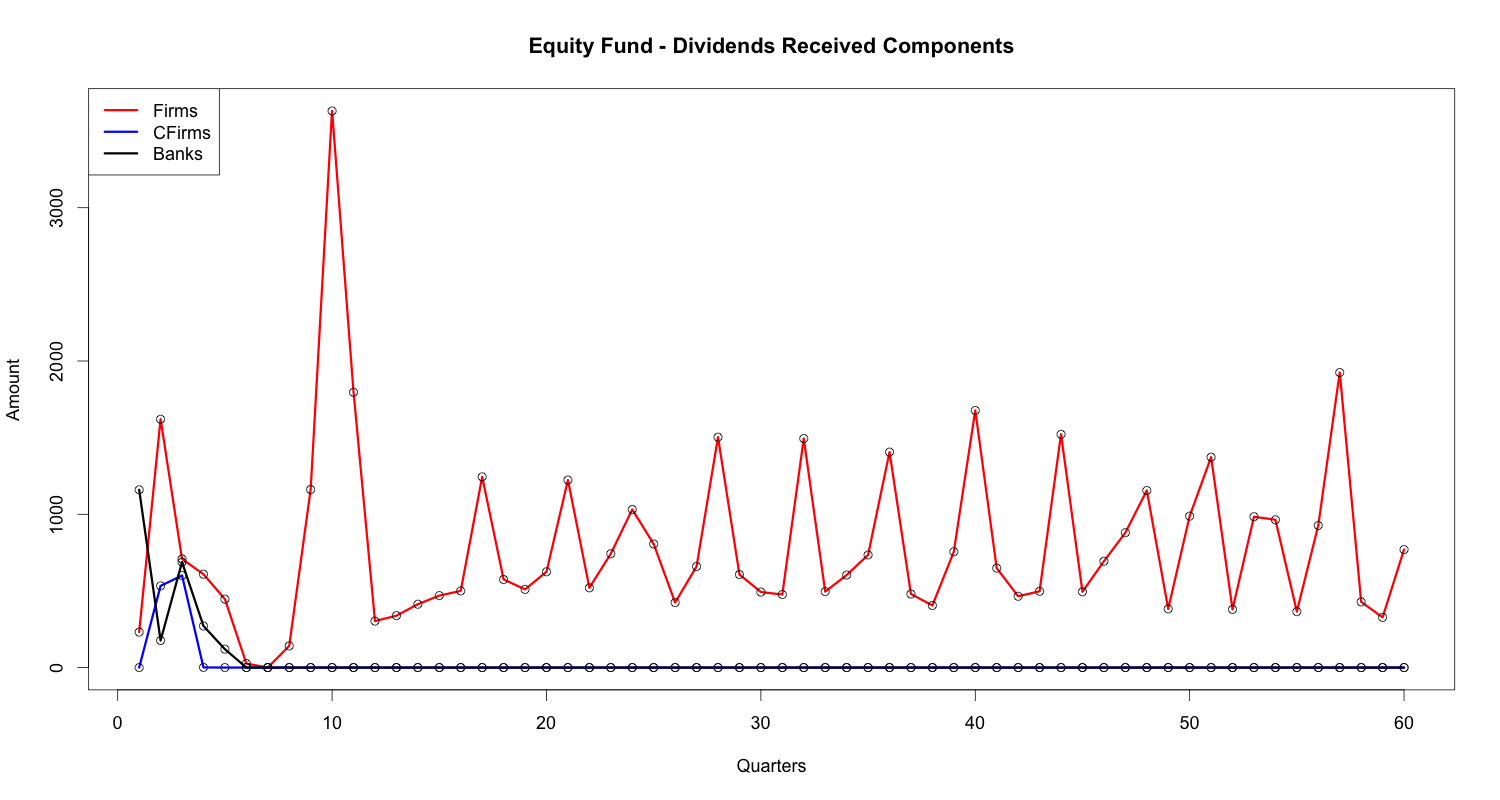 Equity Fund - Dividends Received Components
Firms
CFirms
Banks
Amount
3000
2000
1000
0
0 10 20 30 40 50 60
Quarters